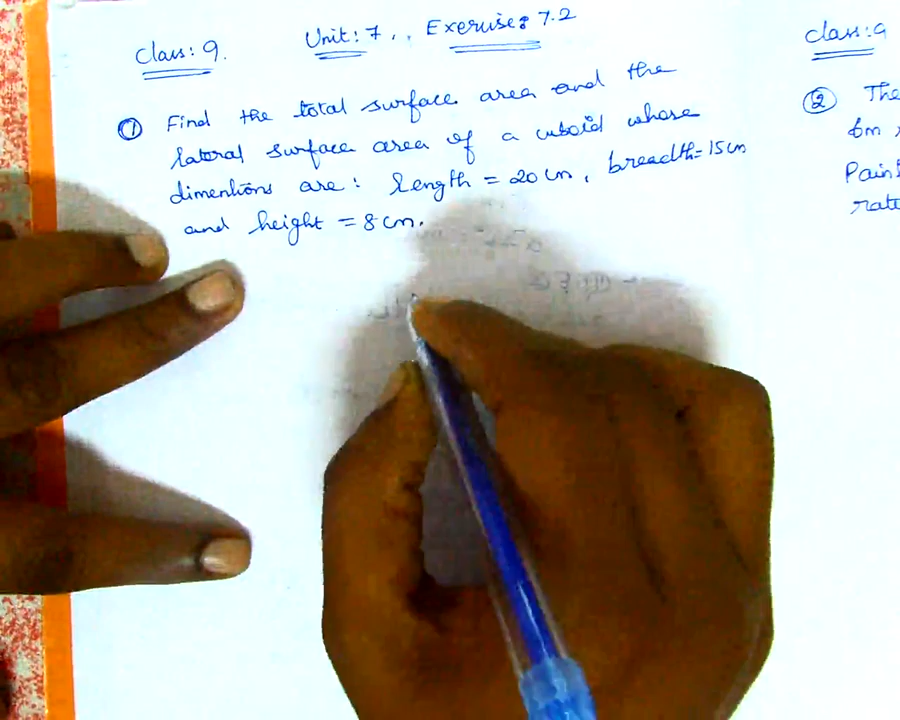 Class: 9. Unit: 7, . Exercise: 7.2
① Find the total surface area and the
lateral surface area of a cuboid whose
dimentions are: length = 20 cm, breadth = 15 cm
and height = 8 cm.
class: 9
② The
6m
Paint
rate